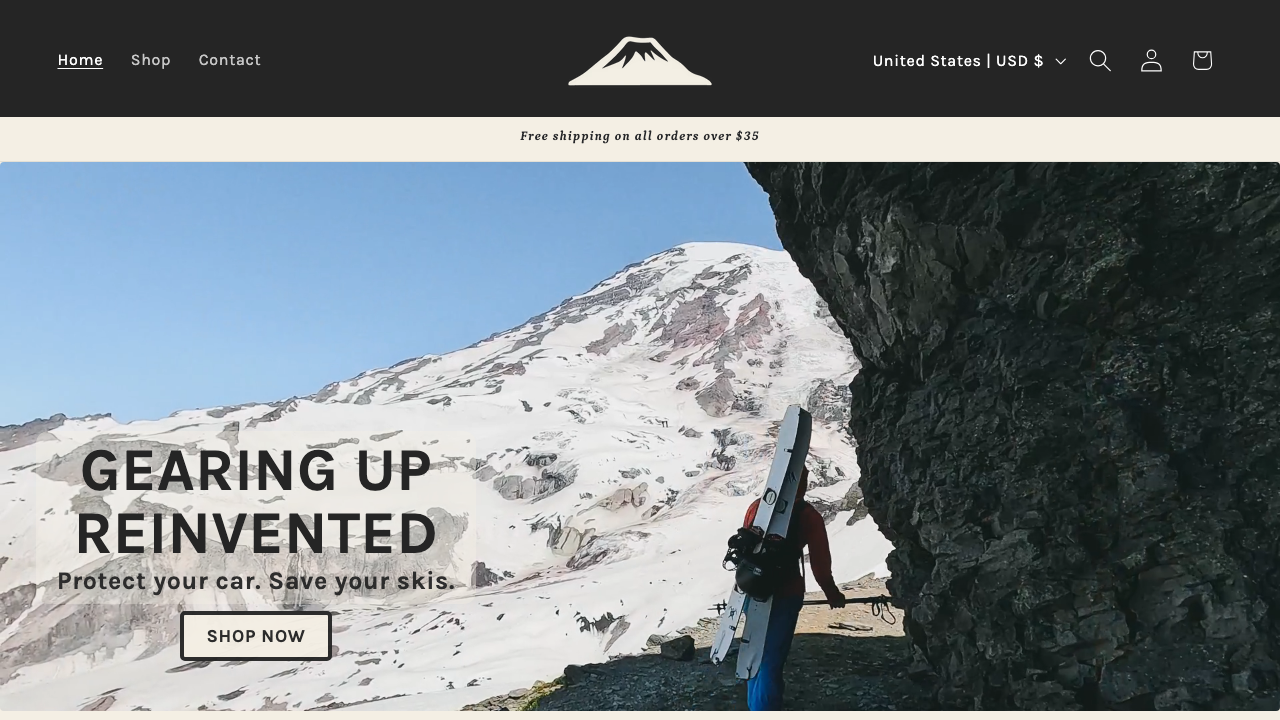 Home Shop Contact
United States | USD $
Free shipping on all orders over $35
GEARING UP
REINVENTED
Protect your car. Save your skis.
SHOP NOW